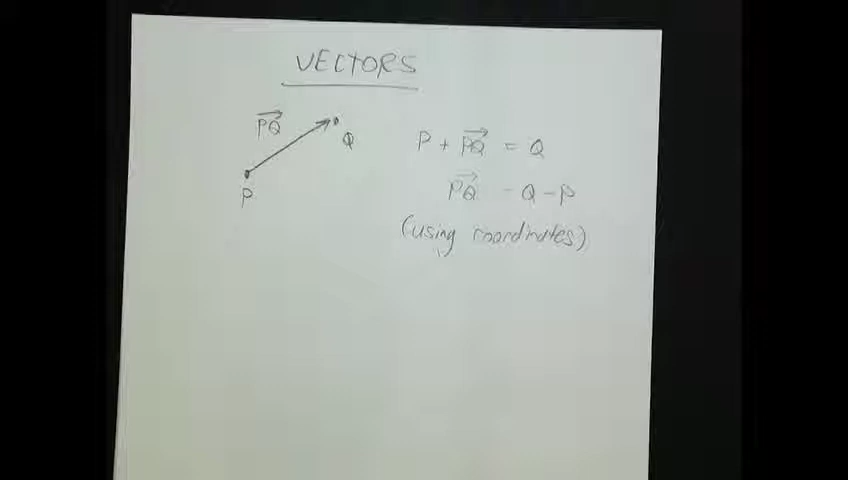 VECTORS
PQ⃗
Q
P
P + PQ⃗ = Q
PQ⃗ = Q - P
(using coordinates)